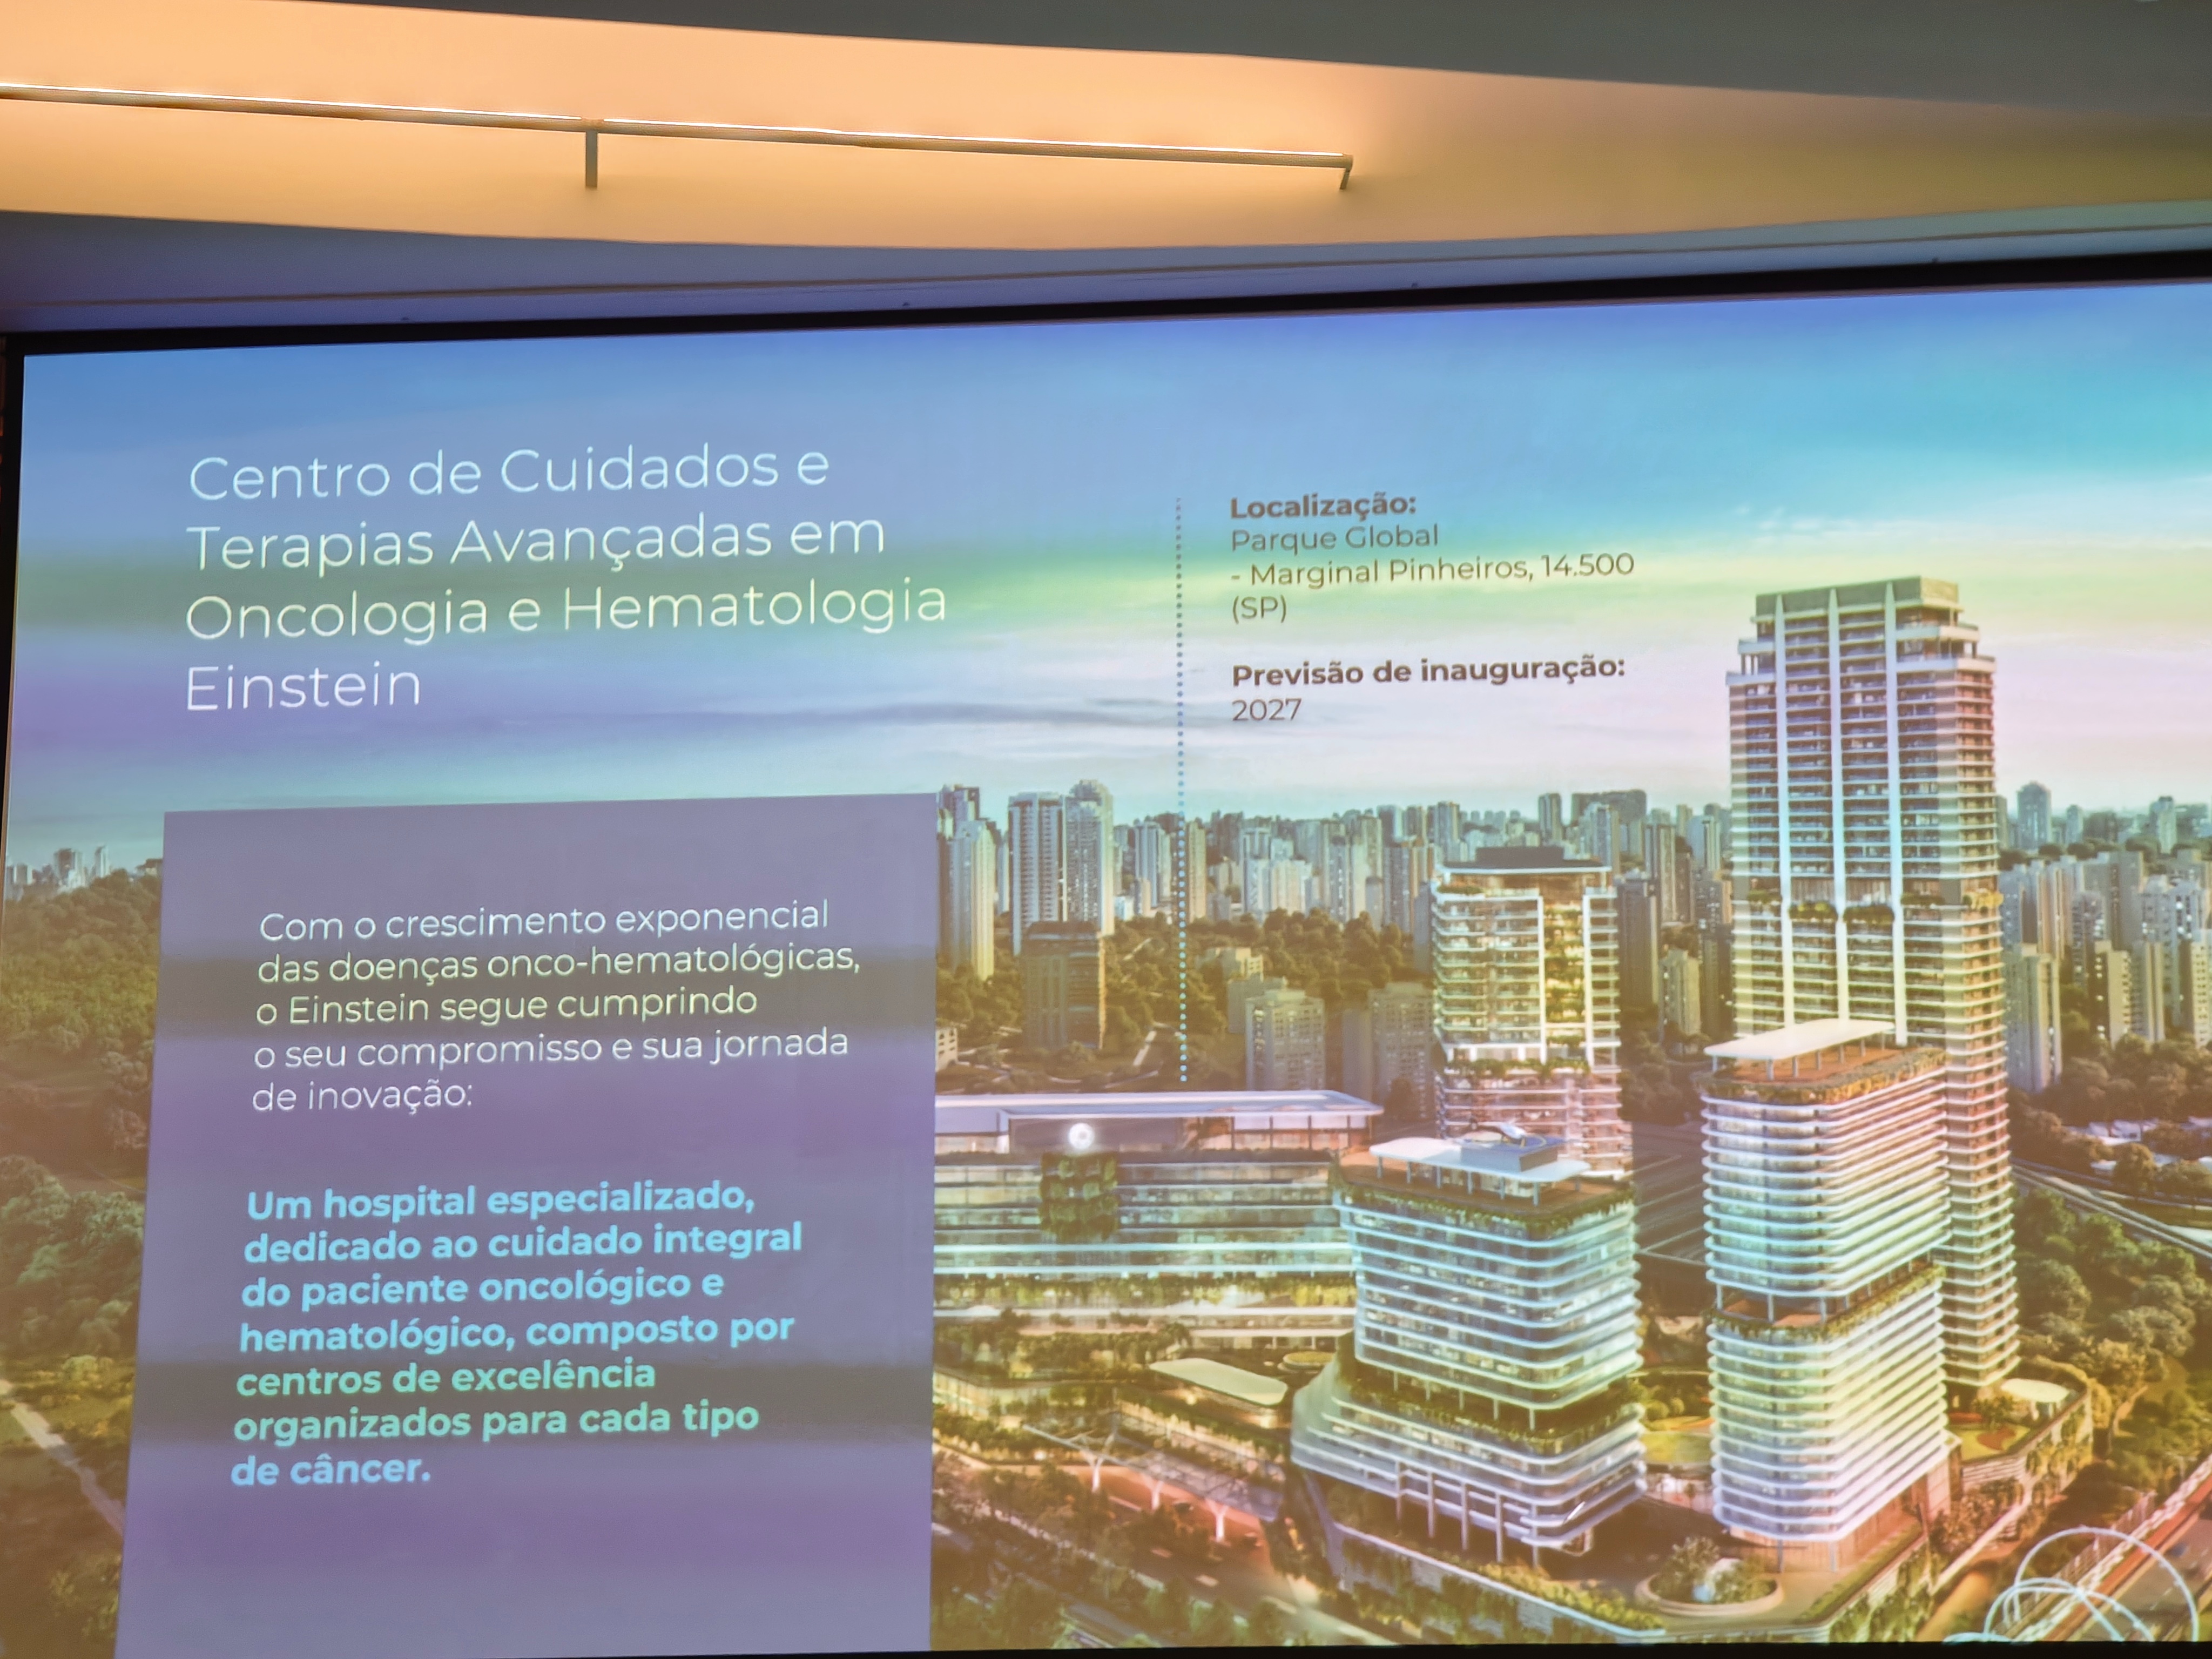 Centro de Cuidados e
Terapias Avançadas em
Oncologia e Hematologia
Einstein
Localização:
Parque Global
- Marginal Pinheiros, 14.500
(SP)
Previsão de inauguração:
2027
Com o crescimento exponencial
das doenças onco-hematológicas,
o Einstein segue cumprindo
o seu compromisso e sua jornada
de inovação:
Um hospital especializado,
dedicado ao cuidado integral
do paciente oncológico e
hematológico, composto por
centros de excelência
organizados para cada tipo
de câncer.